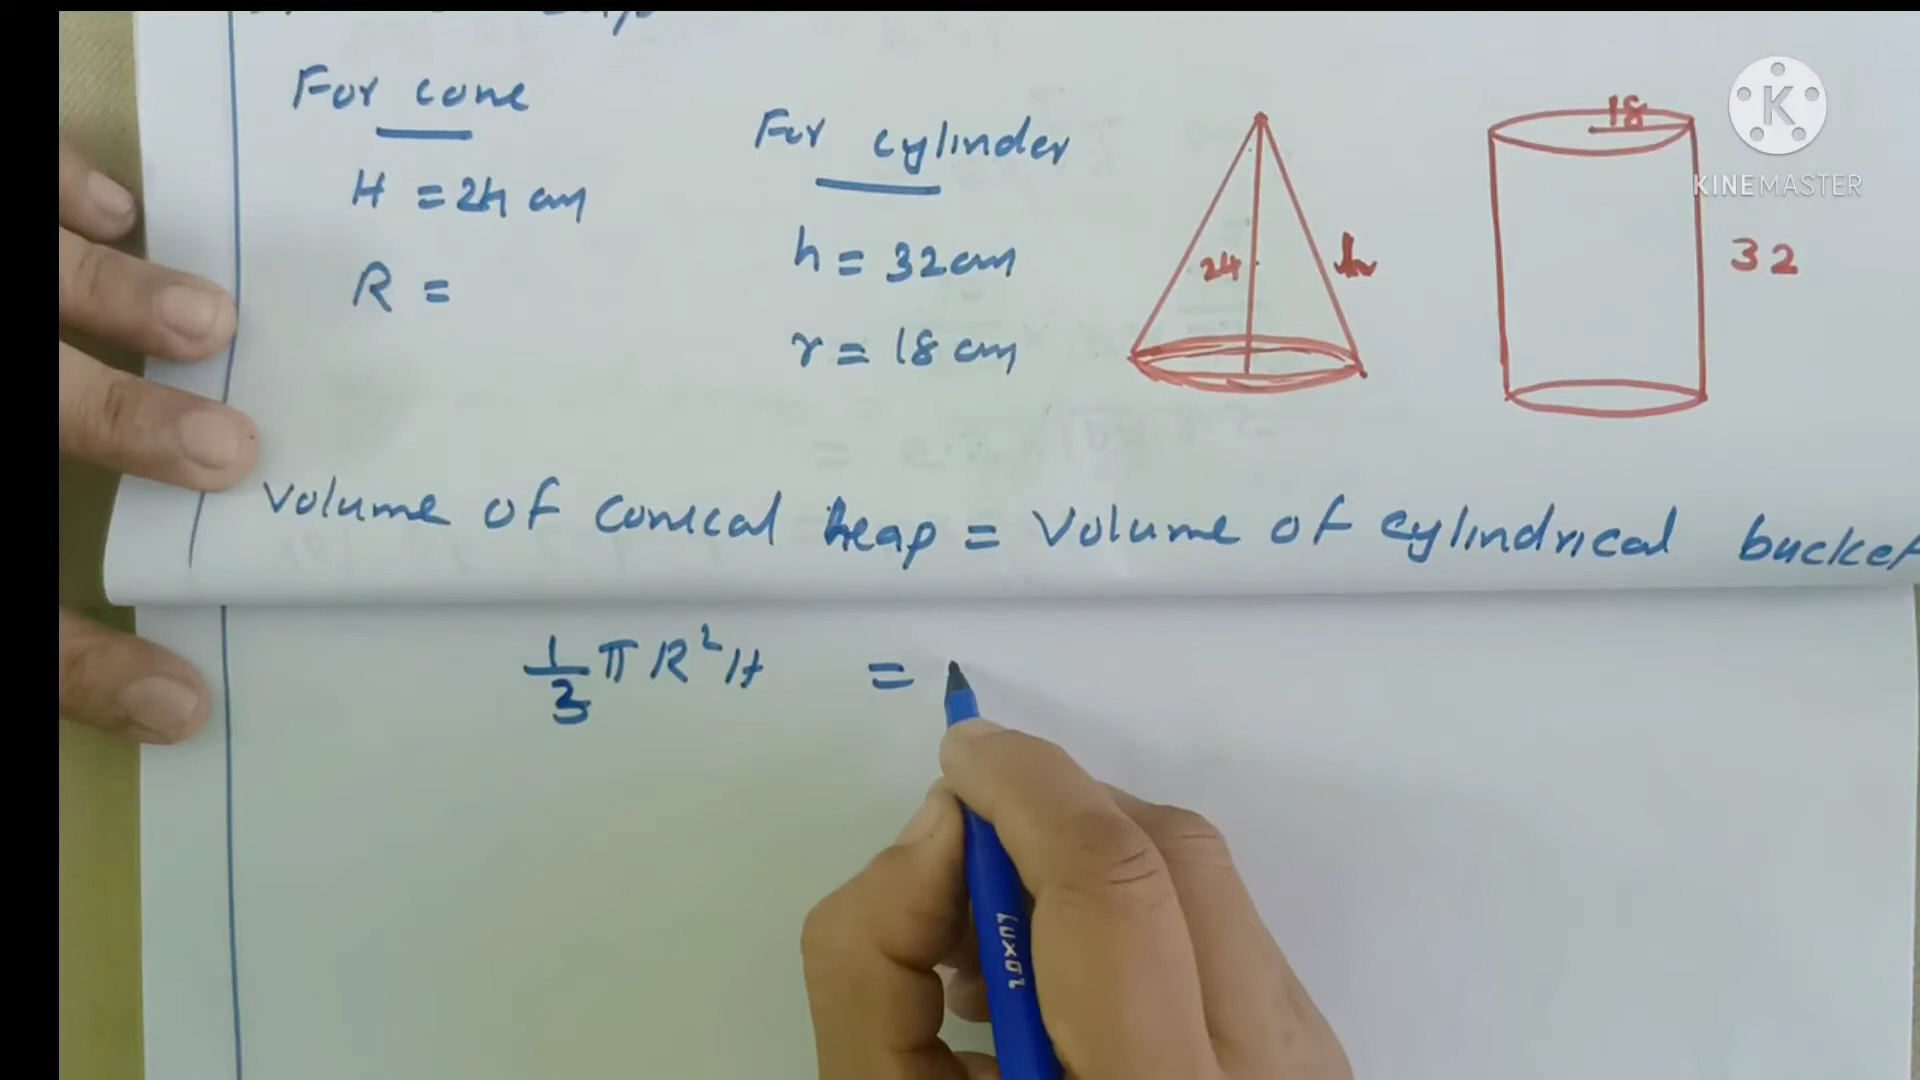 For cone
H = 24 cm
R =
For cylinder
h = 32 cm
r = 18 cm
24
18
32
KINEMASTER
Volume of conical heap = Volume of cylindrical bucket
1/3 π R² H =
LUXOR